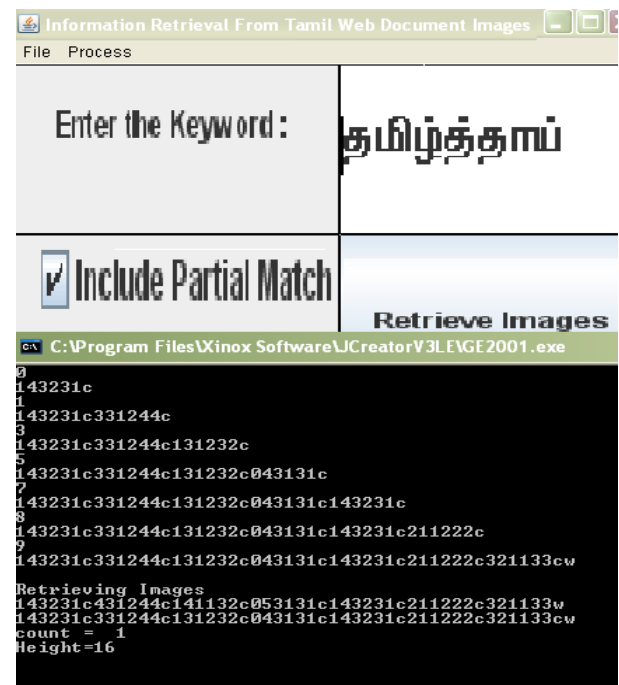 Information Retrieval From Tamil Web Document Images
File Process
Enter the Keyword :
தமிழ்த்தாய்
Include Partial Match
Retrieve Images
C:\Program Files\Xinox Software\JCreatorV3LE\GE2001.exe
0
143231c
1
143231c331244c
3
143231c331244c131232c
5
143231c331244c131232c043131c
7
143231c331244c131232c043131c143231c
8
143231c331244c131232c043131c143231c211222c
9
143231c331244c131232c043131c143231c211222c321133cw
Retrieving Images
143231c431244c141132c053131c143231c211222c321133w
143231c331244c131232c043131c143231c211222c321133cw
count = 1
Height=16